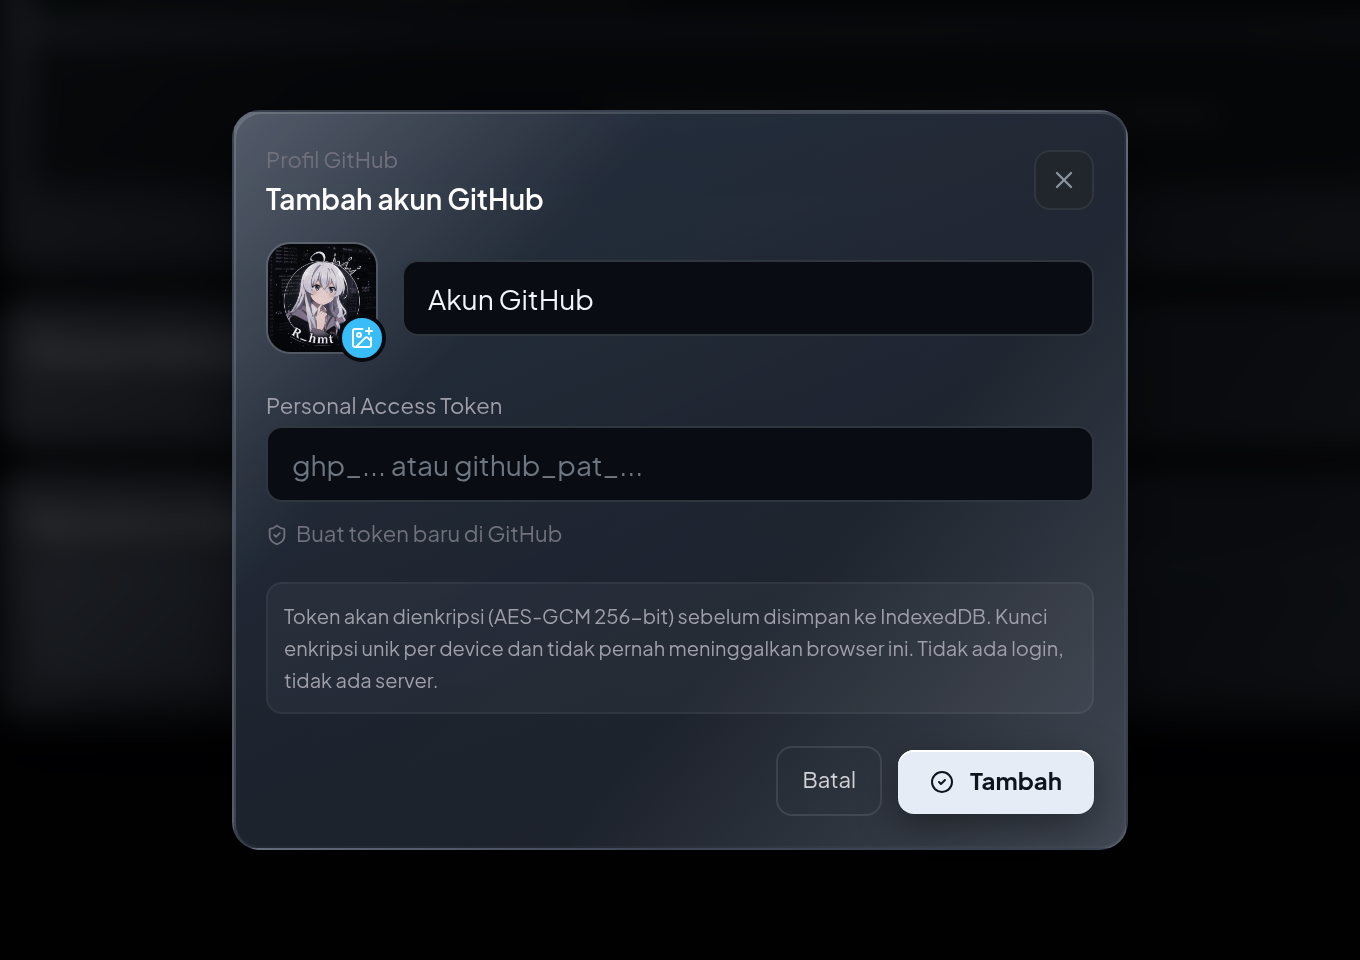 Profil GitHub
Tambah akun GitHub
R_hmt
Akun GitHub
Personal Access Token
ghp_... atau github_pat_...
Buat token baru di GitHub
Token akan dienkripsi (AES-GCM 256-bit) sebelum disimpan ke IndexedDB. Kunci
enkripsi unik per device dan tidak pernah meninggalkan browser ini. Tidak ada login,
tidak ada server.
Batal
Tambah